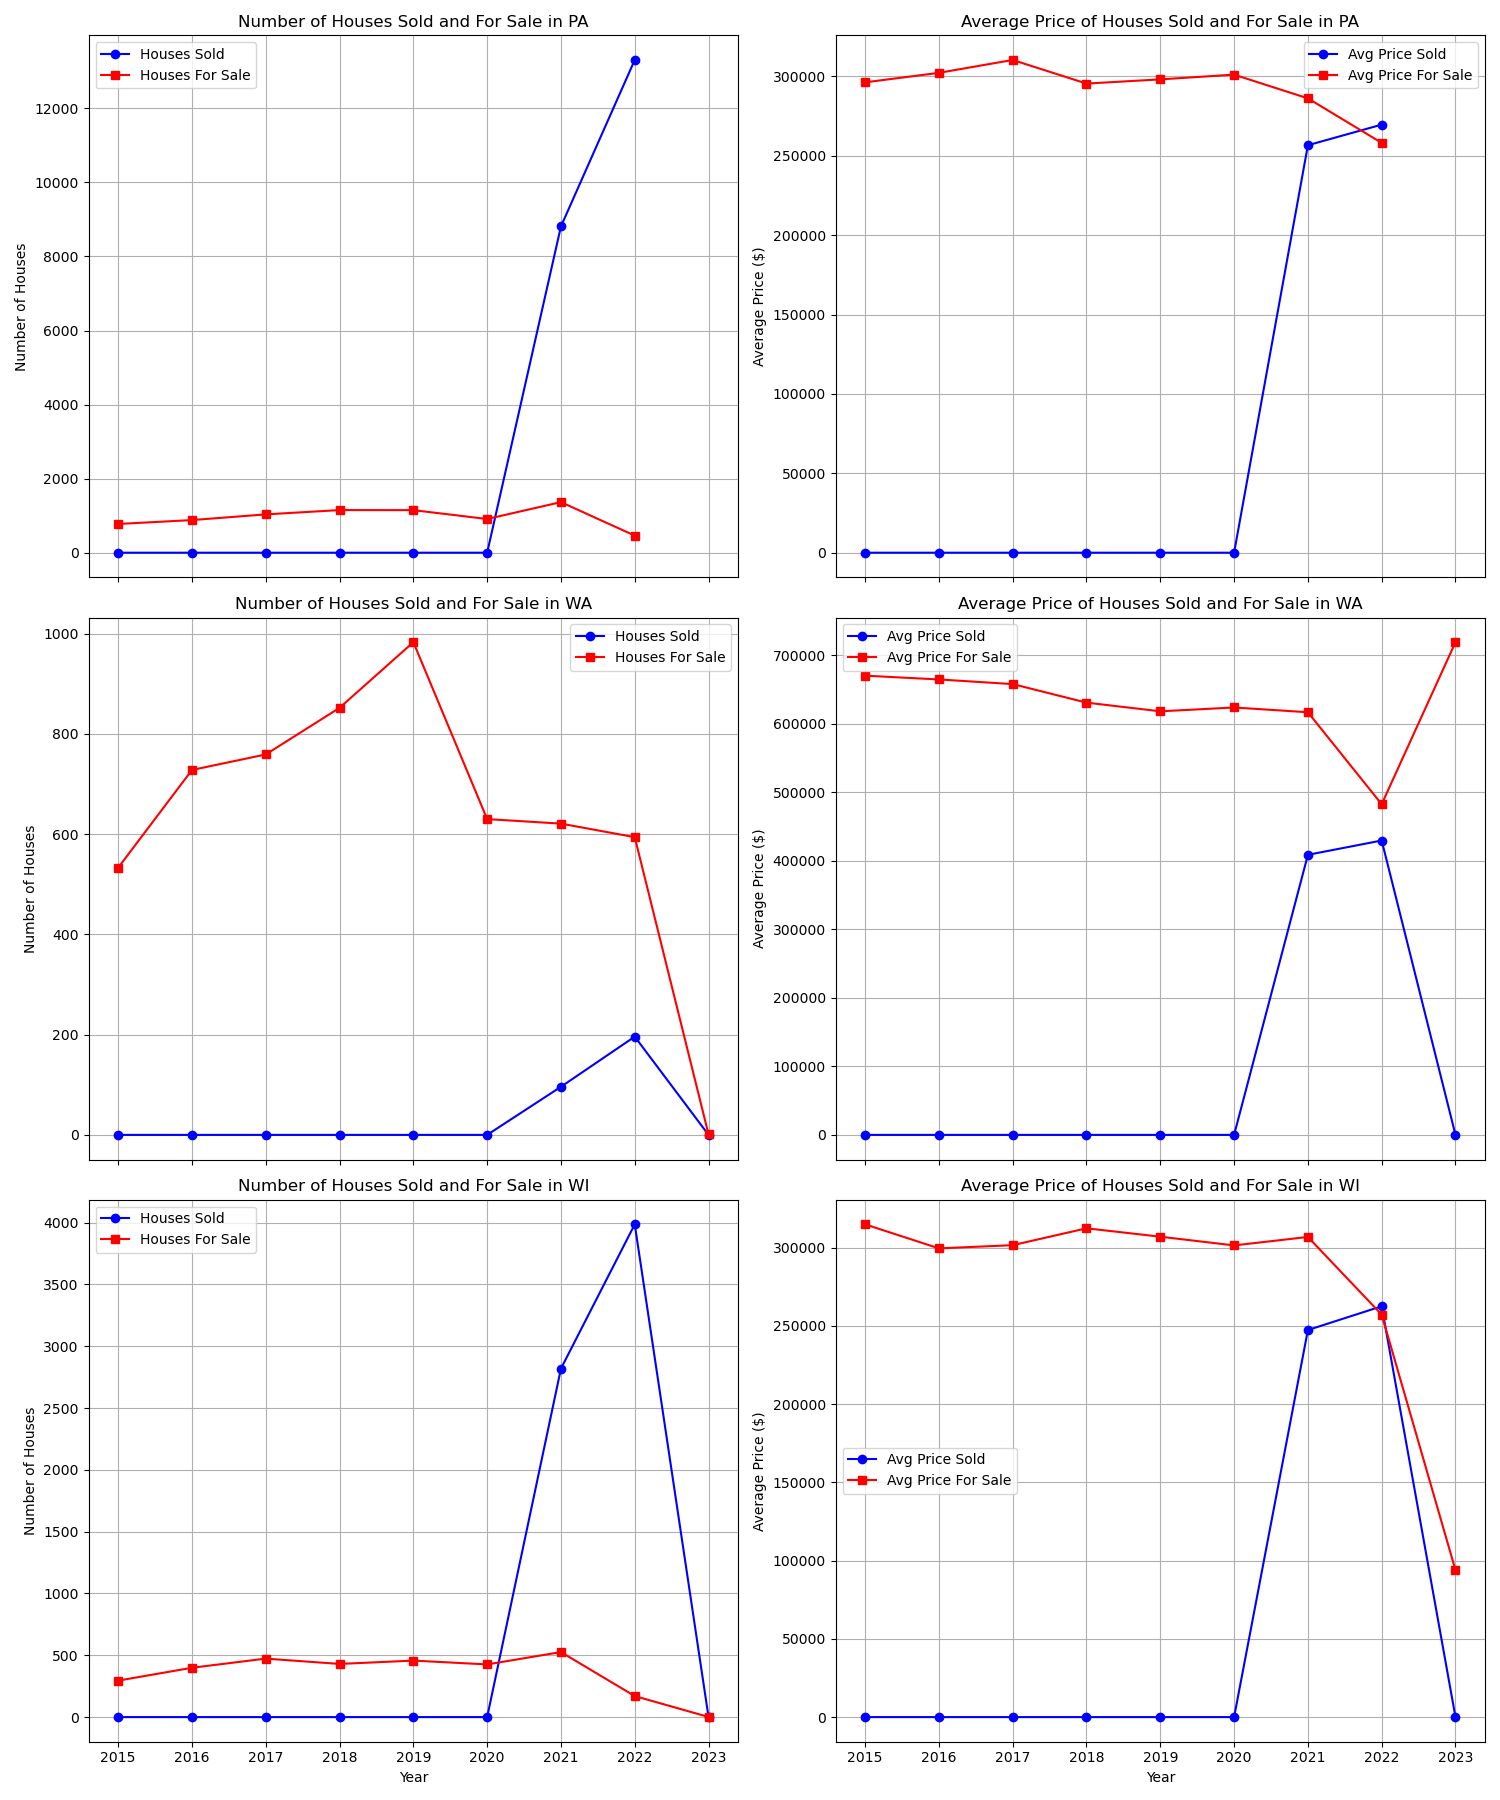 Number of Houses Sold and For Sale in PA
Houses Sold
Houses For Sale
12000
10000
8000
6000
4000
2000
0
Number of Houses
Average Price of Houses Sold and For Sale in PA
Avg Price Sold
Avg Price For Sale
300000
250000
200000
150000
100000
50000
0
Average Price ($)
Number of Houses Sold and For Sale in WA
Houses Sold
Houses For Sale
1000
800
600
400
200
0
Number of Houses
Average Price of Houses Sold and For Sale in WA
Avg Price Sold
Avg Price For Sale
700000
600000
500000
400000
300000
200000
100000
0
Average Price ($)
Number of Houses Sold and For Sale in WI
Houses Sold
Houses For Sale
4000
3500
3000
2500
2000
1500
1000
500
0
Number of Houses
2015 2016 2017 2018 2019 2020 2021 2022 2023
Year
Average Price of Houses Sold and For Sale in WI
Avg Price Sold
Avg Price For Sale
300000
250000
200000
150000
100000
50000
0
Average Price ($)
2015 2016 2017 2018 2019 2020 2021 2022 2023
Year